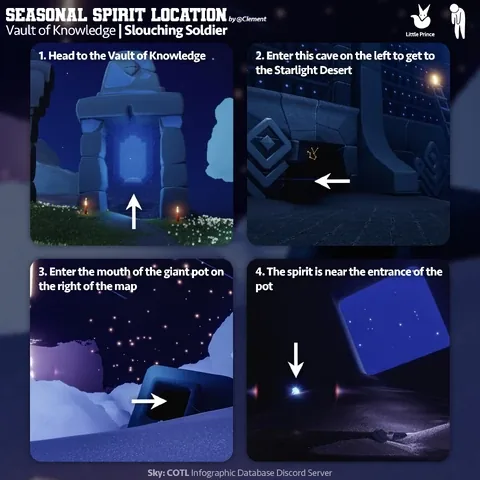 SEASONAL SPIRIT LOCATION by @Clement
Vault of Knowledge | Slouching Soldier
Little Prince
1. Head to the Vault of Knowledge
2. Enter this cave on the left to get to
the Starlight Desert
3. Enter the mouth of the giant pot on
the right of the map
4. The spirit is near the entrance of the
pot
Sky: COTL Infographic Database Discord Server